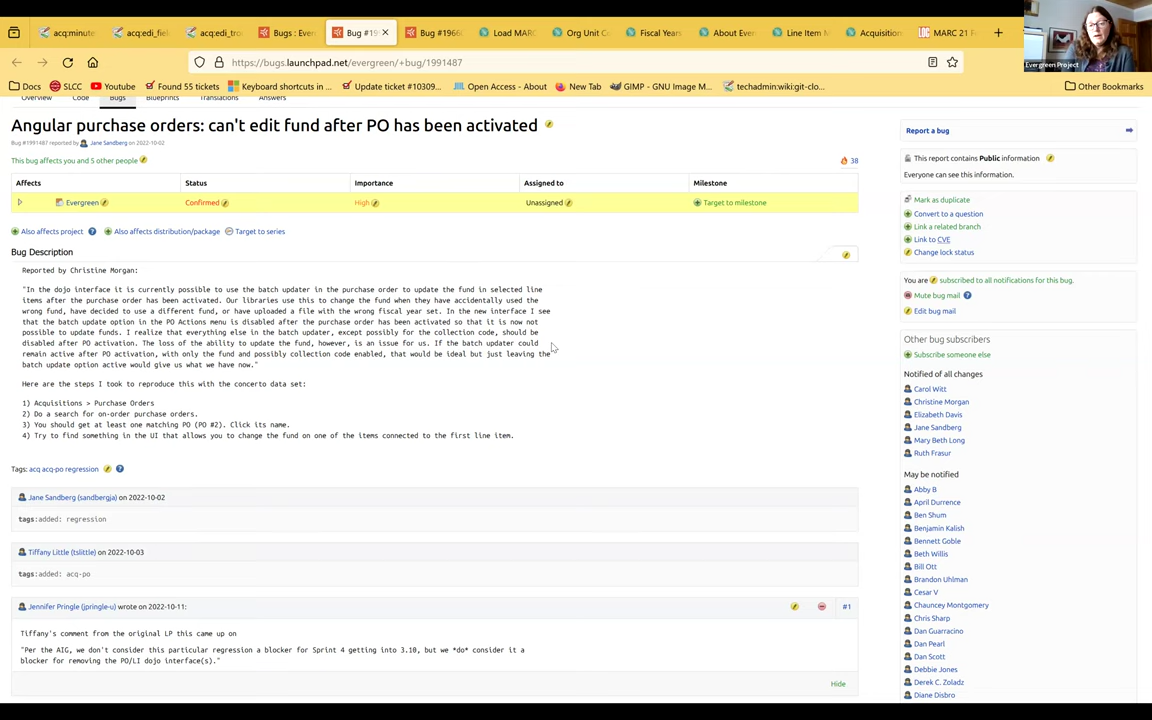 acq:minute
acq:edi_fiel
acq:edi_tro
Bugs : Ever
Bug #199
Bug #1966
Load MARC
Org Unit Co
Fiscal Years
About Even
Line Item M
Acquisition
MARC 21 F
https://bugs.launchpad.net/evergreen/+bug/1991487
Evergreen Project
Docs
SLCC
Youtube
Found 55 tickets
Keyboard shortcuts in ...
Update ticket #10309...
Open Access - About
New Tab
GIMP - GNU Image M...
techadmin:wiki:git-clo...
Other Bookmarks
Overview
Code
Bugs
Blueprints
Translations
Answers
Angular purchase orders: can't edit fund after PO has been activated
Bug #1991487 reported by Jane Sandberg on 2022-10-02
This bug affects you and 5 other people
38
Affects Status Importance Assigned to Milestone
Evergreen Confirmed High Unassigned Target to milestone
Also affects project Also affects distribution/package Target to series
Bug Description
Reported by Christine Morgan:
"In the dojo interface it is currently possible to use the batch updater in the purchase order to update the fund in selected line
items after the purchase order has been activated. Our libraries use this to change the fund when they have accidentally used the
wrong fund, have decided to use a different fund, or have uploaded a file with the wrong fiscal year set. In the new interface I see
that the batch update option in the PO Actions menu is disabled after the purchase order has been activated so that it is now not
possible to update funds. I realize that everything else in the batch updater, except possibly for the collection code, should be
disabled after PO activation. The loss of the ability to update the fund, however, is an issue for us. If the batch updater could
remain active after PO activation, with only the fund and possibly collection code enabled, that would be ideal but just leaving the
batch update option active would give us what we have now."
Here are the steps I took to reproduce this with the concerto data set:
1) Acquisitions > Purchase Orders
2) Do a search for on-order purchase orders.
3) You should get at least one matching PO (PO #2). Click its name.
4) Try to find something in the UI that allows you to change the fund on one of the items connected to the first line item.
Tags: acq acq-po regression
Jane Sandberg (sandbergja) on 2022-10-02
tags:added: regression
Tiffany Little (tslittle) on 2022-10-03
tags:added: acq-po
Jennifer Pringle (jpringle-u) wrote on 2022-10-11:
#1
Tiffany's comment from the original LP this came up on
"Per the AIG, we don't consider this particular regression a blocker for Sprint 4 getting into 3.10, but we *do* consider it a
blocker for removing the PO/LI dojo interface(s)."
Hide
Report a bug
This report contains Public information
Everyone can see this information.
Mark as duplicate
Convert to a question
Link a related branch
Link to CVE
Change lock status
You are subscribed to all notifications for this bug.
Mute bug mail
Edit bug mail
Other bug subscribers
Subscribe someone else
Notified of all changes
Carol Witt
Christine Morgan
Elizabeth Davis
Jane Sandberg
Mary Beth Long
Ruth Frasur
May be notified
Abby B
April Durrence
Ben Shum
Benjamin Kalish
Bennett Goble
Beth Willis
Bill Ott
Brandon Uhlman
Cesar V
Chauncey Montgomery
Chris Sharp
Dan Guarracino
Dan Pearl
Dan Scott
Debbie Jones
Derek C. Zoladz
Diane Disbro